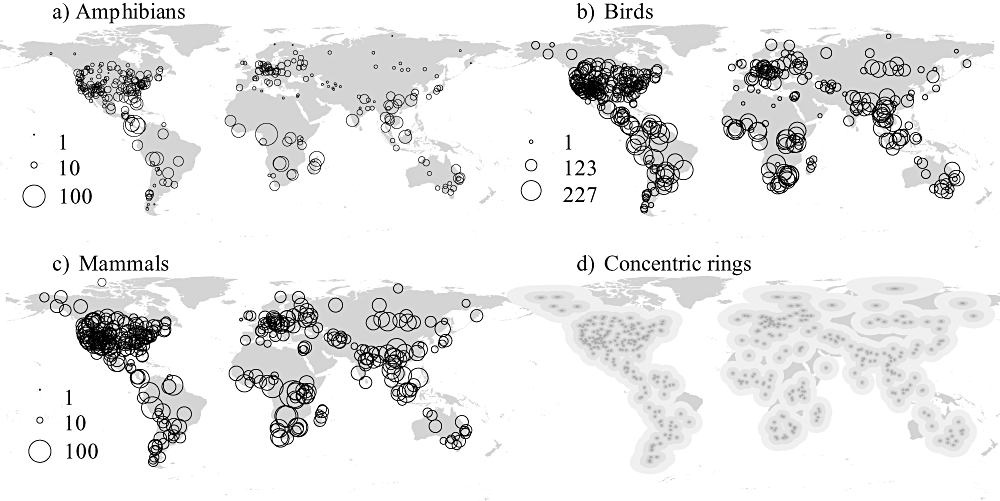 a) Amphibians
1
10
100
b) Birds
1
123
227
c) Mammals
1
10
100
d) Concentric rings